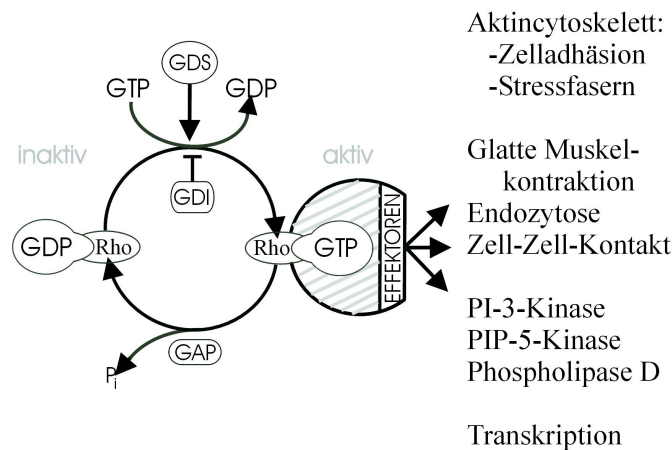 GDS
GTP
GDP
inaktiv
aktiv
GDI
GDP
Rho
Rho
GTP
EFFEKTOREN
GAP
Pi
Aktincytoskelett:
-Zelladhäsion
-Stressfasern
Glatte Muskel-
kontraktion
Endozytose
Zell-Zell-Kontakt
PI-3-Kinase
PIP-5-Kinase
Phospholipase D
Transkription